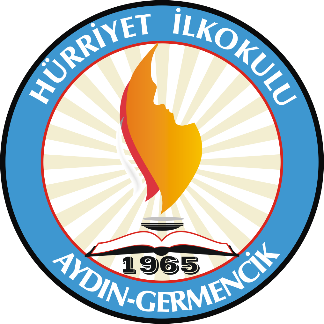 HÜRRİYET İLKOKULU
1965
AYDIN-GERMENCİK